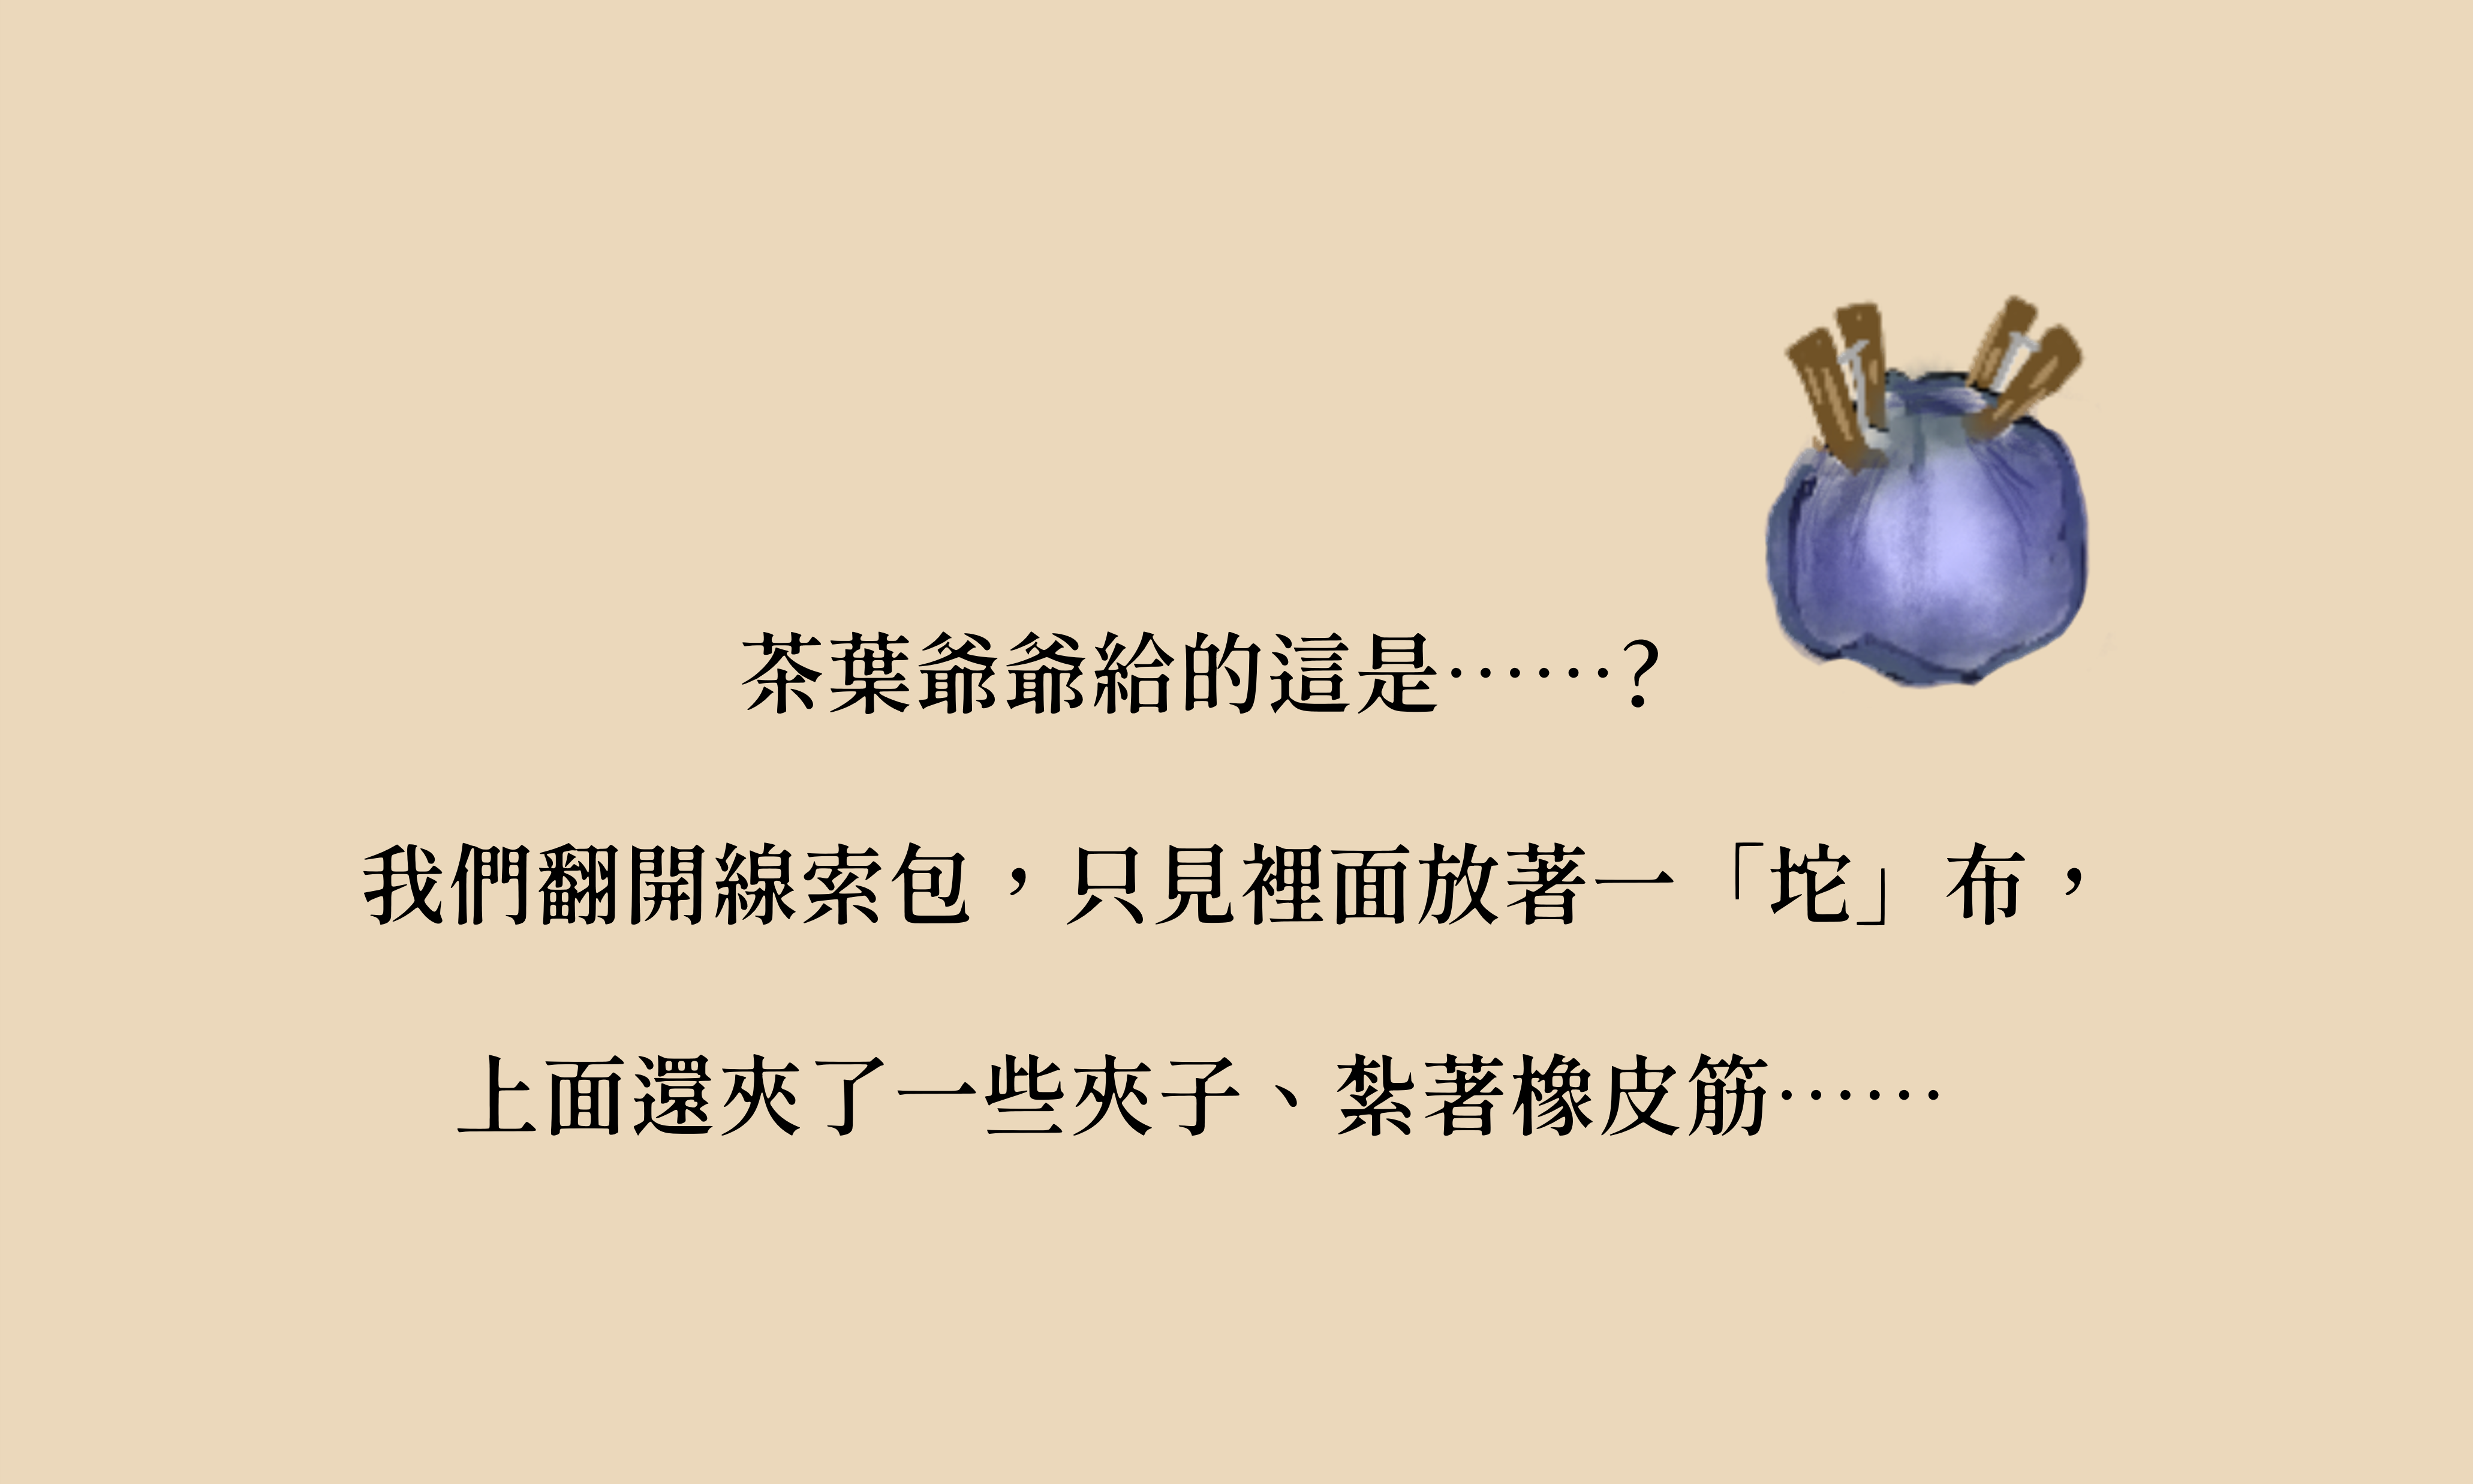 茶葉爺爺給的這是⋯⋯?
我們翻開線索包，只見裡面放著一「坨」布，
上面還夾了一些夾子、紮著橡皮筋⋯⋯